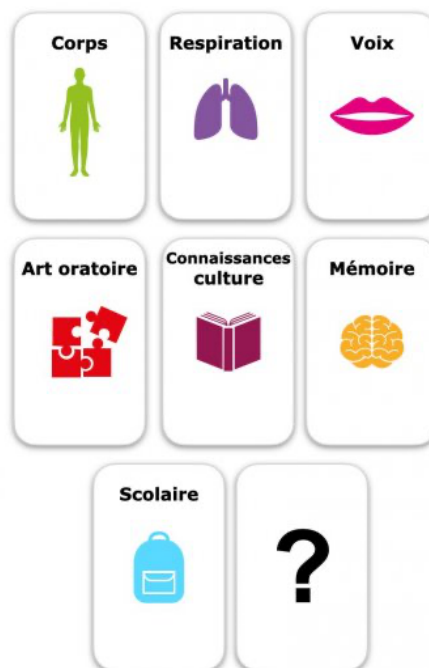 Corps
Respiration
Voix
Art oratoire
Connaissances
culture
Mémoire
Scolaire
?